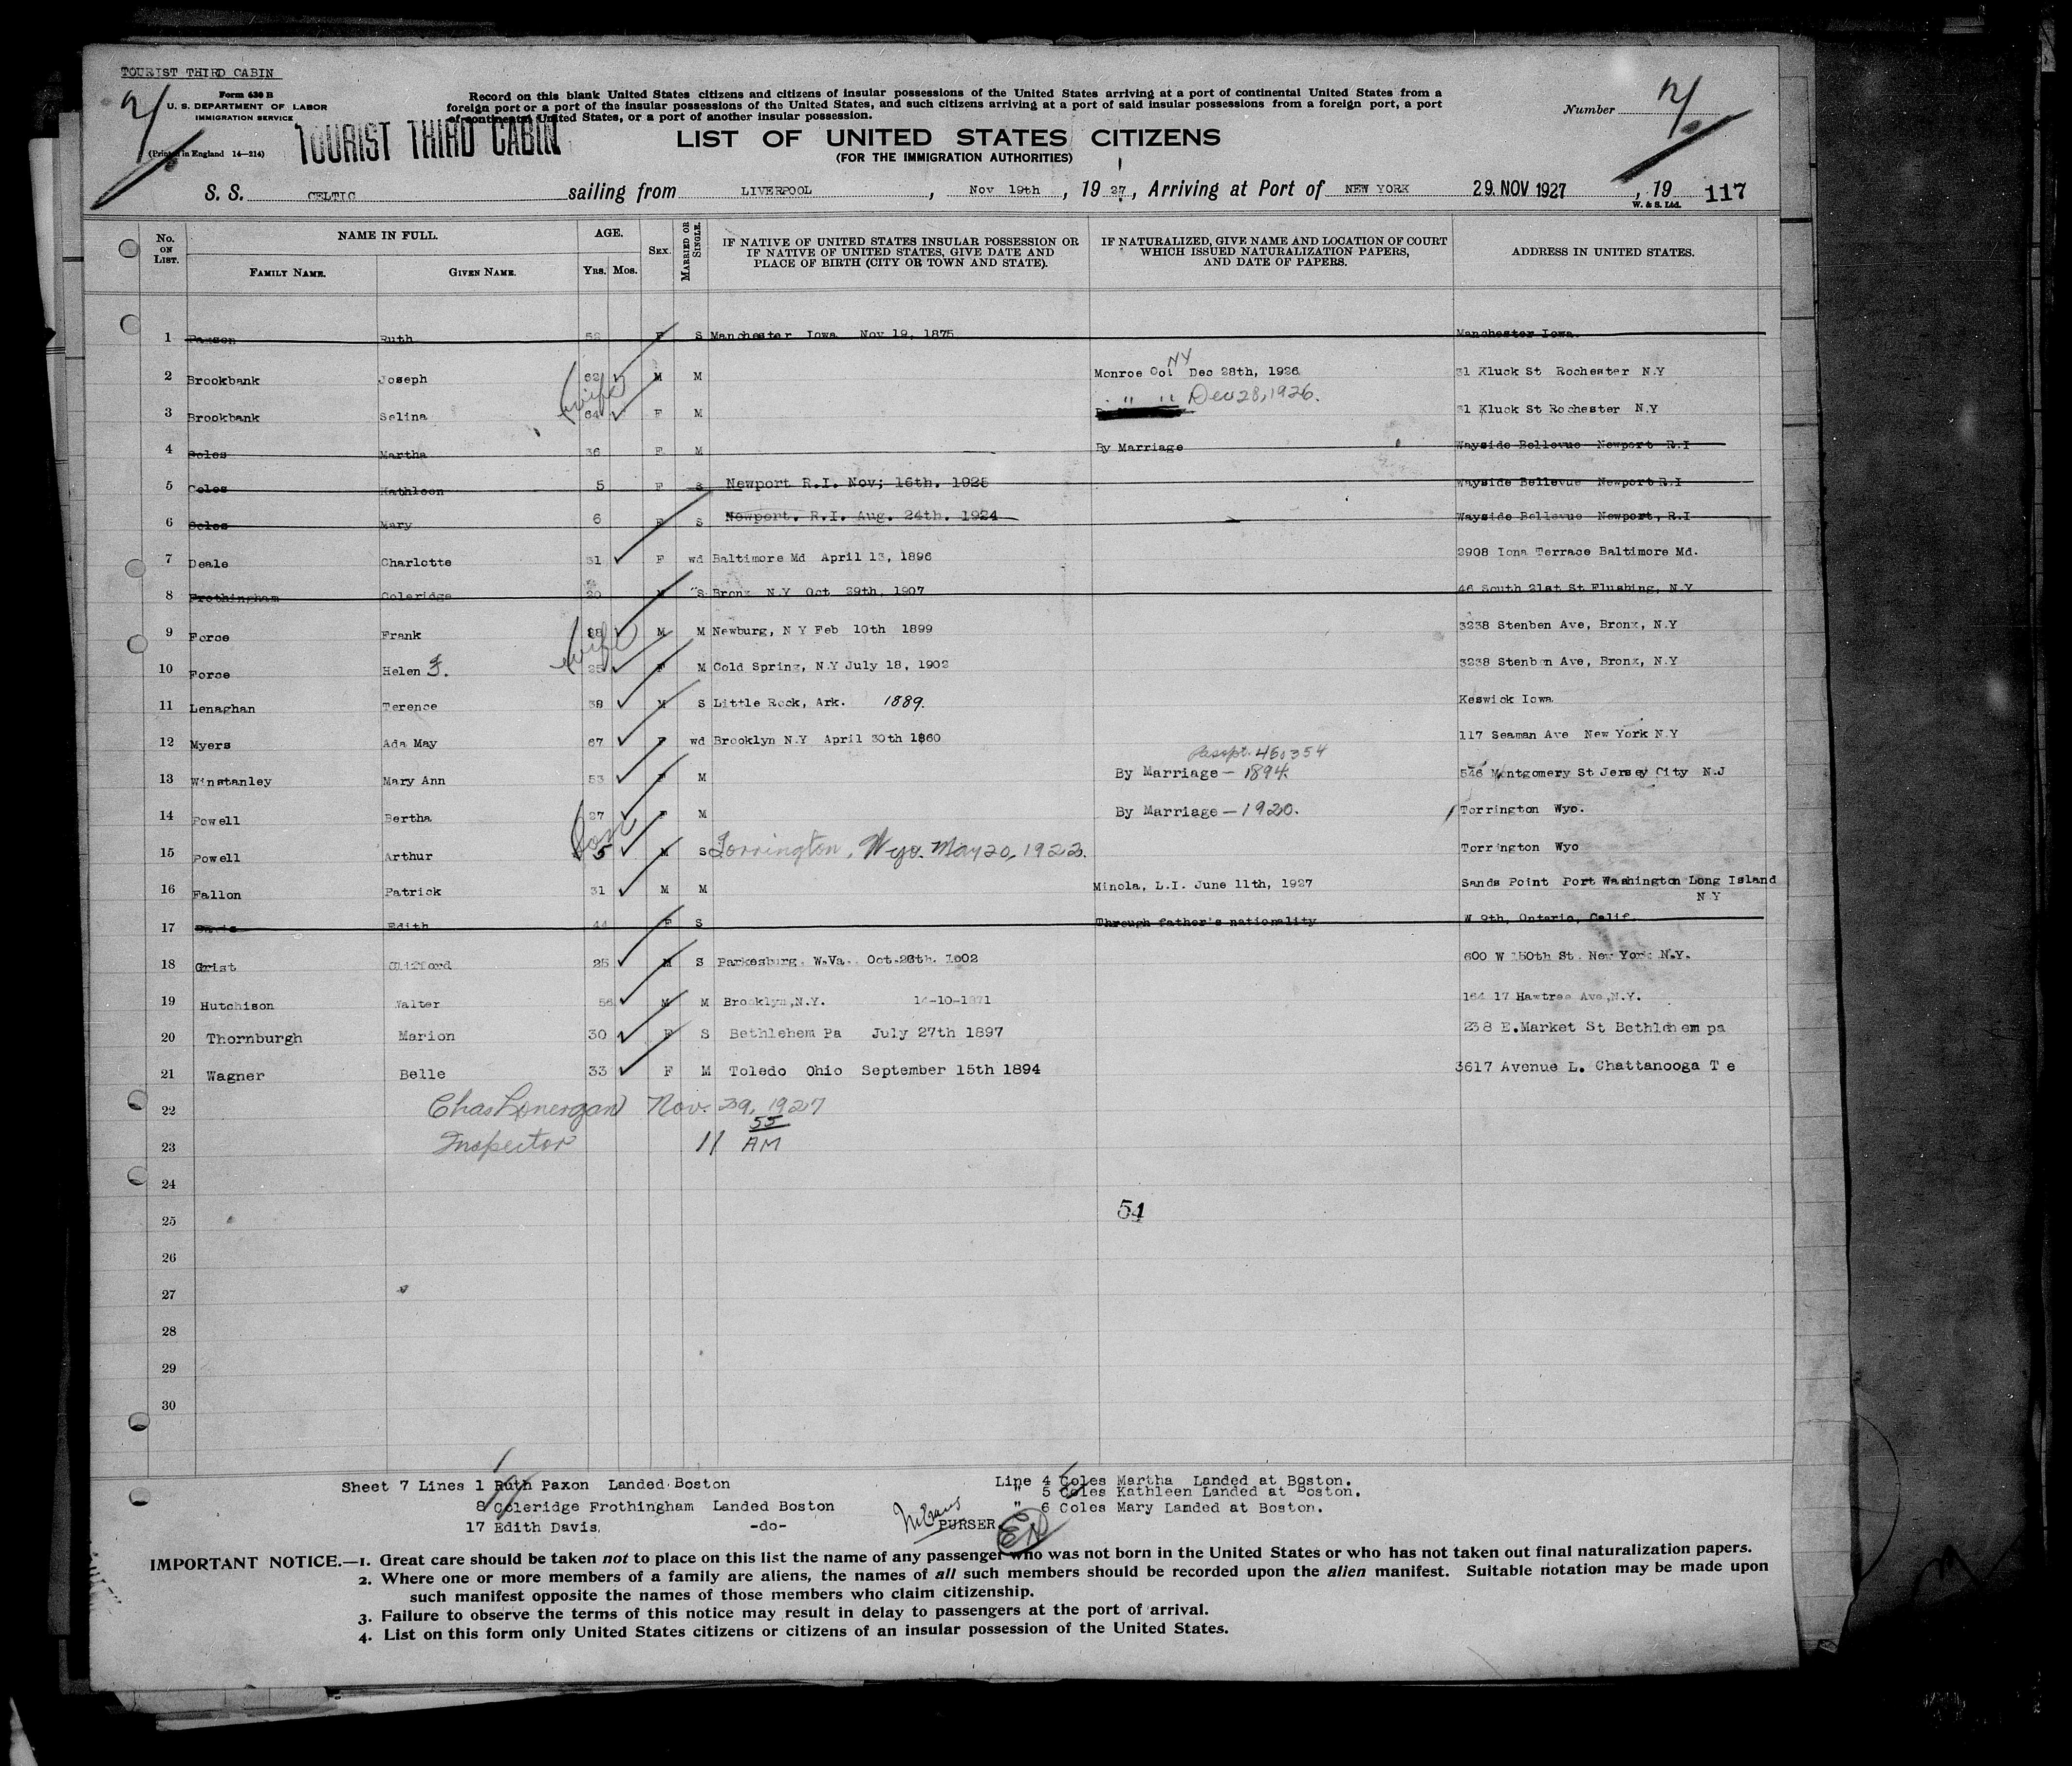 TOURIST THIRD CABIN
Form 630 B
U. S. DEPARTMENT OF LABOR
IMMIGRATION SERVICE
(Printed in England 14—214)
TOURIST THIRD CABIN
Record on this blank United States citizens and citizens of insular possessions of the United States arriving at a port of continental United States from a
foreign port or a port of the insular possessions of the United States, and such citizens arriving at a port of said insular possessions from a foreign port, a port
of continental United States, or a port of another insular possession.
Number
LIST OF UNITED STATES CITIZENS
(FOR THE IMMIGRATION AUTHORITIES)
S. S. CELTIC sailing from LIVERPOOL, Nov 19th, 19 27, Arriving at Port of NEW YORK 29. NOV 1927, 19 117
W. & S. Ltd.
No. ON LIST. NAME IN FULL. FAMILY NAME. GIVEN NAME. AGE. Yrs. Mos. SEX. MARRIED OR SINGLE. IF NATIVE OF UNITED STATES INSULAR POSSESSION OR IF NATIVE OF UNITED STATES, GIVE DATE AND PLACE OF BIRTH (CITY OR TOWN AND STATE). IF NATURALIZED, GIVE NAME AND LOCATION OF COURT WHICH ISSUED NATURALIZATION PAPERS, AND DATE OF PAPERS. ADDRESS IN UNITED STATES.
1 Paxson Ruth 52 F S Manchester Iowa Nov 19, 1875 Manchester Iowa.
2 Brookbank Joseph 62 M M Monroe Co. NY Dec 28th, 1926 31 Kluck St Rochester N.Y
3 Brookbank Selina wife 64 F M " " Dec 28, 1926. 31 Kluck St Rochester N.Y
4 Coles Martha 36 F M By Marriage Wayside Bellevue Newport R.I
5 Coles Kathleen 5 F S Newport R.I. Nov; 16th. 1925 Wayside Bellevue Newport R.I
6 Coles Mary 6 F S Newport. R.I. Aug. 24th. 1924 Wayside Bellevue Newport, R.I
7 Deale Charlotte 31 F wd Baltimore Md April 13, 1896 2908 Iona Terrace Baltimore Md.
8 Frothingham Coleridge 20 M S Bronx N.Y Oct 29th, 1907 46 South 21st St Flushing, N.Y
9 Force Frank 28 M M Newburg, N Y Feb 10th 1899 3238 Stenben Ave, Bronx, N.Y
10 Force Helen J. wife 25 F M Cold Spring, N.Y July 18, 1902 3238 Stenben Ave, Bronx, N.Y
11 Lenaghan Terence 38 M S Little Rock, Ark. 1889. Keswick Iowa
12 Myers Ada May 67 F wd Brooklyn N.Y April 30th 1860 117 Seaman Ave New York N.Y
Passpt. 460354
13 Winstanley Mary Ann 53 F M By Marriage — 1894. 546 Montgomery St Jersey City N.J
14 Powell Bertha 27 F M By Marriage — 1920. Torrington Wyo.
15 Powell Arthur Son 5 M S Torrington, Wyo. May 20, 1922. Torrington Wyo
16 Fallon Patrick 31 M M Minola, L.I. June 11th, 1927 Sands Point Port Washington Long Island
N Y
17 Davis Edith 44 F S Through father's nationality W 9th, Ontario, Calif.
18 Grist Clifford 25 M S Parkesburg. W.Va. Oct.26th. 1902 600 W 150th St. New York N.Y.
19 Hutchison Walter 56 M M Brooklyn,N.Y. 14-10-1871 164 17 Hawtree Ave,N.Y.
20 Thornburgh Marion 30 F S Bethlehem Pa July 27th 1897 238 E.Market St Bethlehem pa
21 Wagner Belle 33 F M Toledo Ohio September 15th 1894 3617 Avenue L. Chattanooga T e
22 Chas Lonergan Nov. 29, 1927
23 Inspector 11 55 AM
24
25
54
26
27
28
29
30
Sheet 7 Lines 1 Ruth Paxon Landed Boston
8 Coleridge Frothingham Landed Boston
17 Edith Davis. -do-
PURSER
Line 4 Coles Martha Landed at Boston.
" 5 Coles Kathleen Landed at Boston.
" 6 Coles Mary Landed at Boston.
IMPORTANT NOTICE.—1. Great care should be taken not to place on this list the name of any passenger who was not born in the United States or who has not taken out final naturalization papers.
2. Where one or more members of a family are aliens, the names of all such members should be recorded upon the alien manifest. Suitable notation may be made upon
such manifest opposite the names of those members who claim citizenship.
3. Failure to observe the terms of this notice may result in delay to passengers at the port of arrival.
4. List on this form only United States citizens or citizens of an insular possession of the United States.